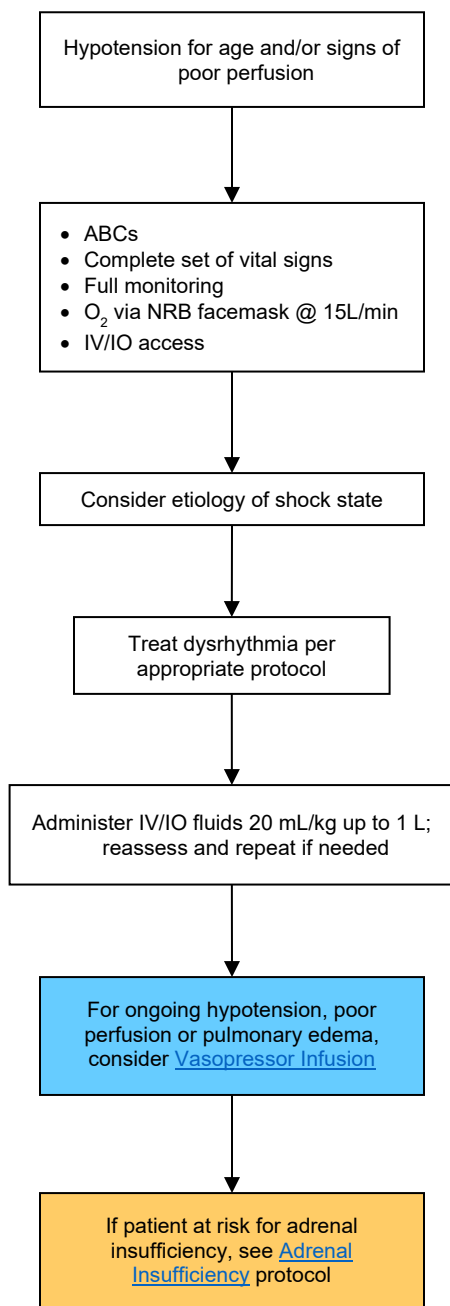 Hypotension for age and/or signs of
poor perfusion
• ABCs
• Complete set of vital signs
• Full monitoring
• O2 via NRB facemask @ 15L/min
• IV/IO access
Consider etiology of shock state
Treat dysrhythmia per
appropriate protocol
Administer IV/IO fluids 20 mL/kg up to 1 L;
reassess and repeat if needed
For ongoing hypotension, poor
perfusion or pulmonary edema,
consider Vasopressor Infusion
If patient at risk for adrenal
insufficiency, see Adrenal
Insufficiency protocol